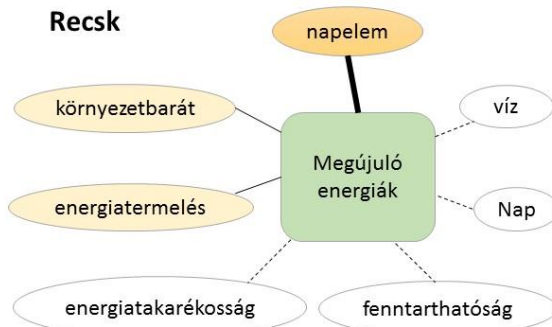 Recsk
napelem
környezetbarát
víz
Megújuló
energiák
energiatermelés
Nap
energiatakarékosság
fenntarthatóság